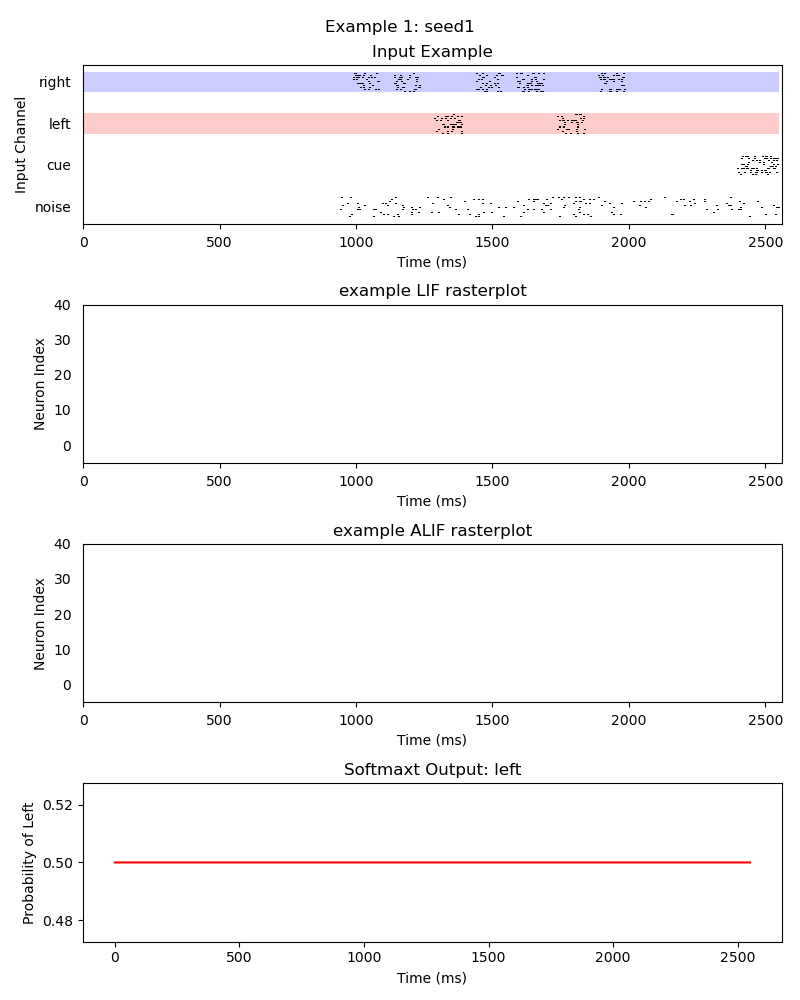 Example 1: seed1
Input Example
Input Channel
right
left
cue
noise
0 500 1000 1500 2000 2500
Time (ms)
example LIF rasterplot
Neuron Index
40
30
20
10
0
0 500 1000 1500 2000 2500
Time (ms)
example ALIF rasterplot
Neuron Index
40
30
20
10
0
0 500 1000 1500 2000 2500
Time (ms)
Softmaxt Output: left
Probability of Left
0.52
0.50
0.48
0 500 1000 1500 2000 2500
Time (ms)